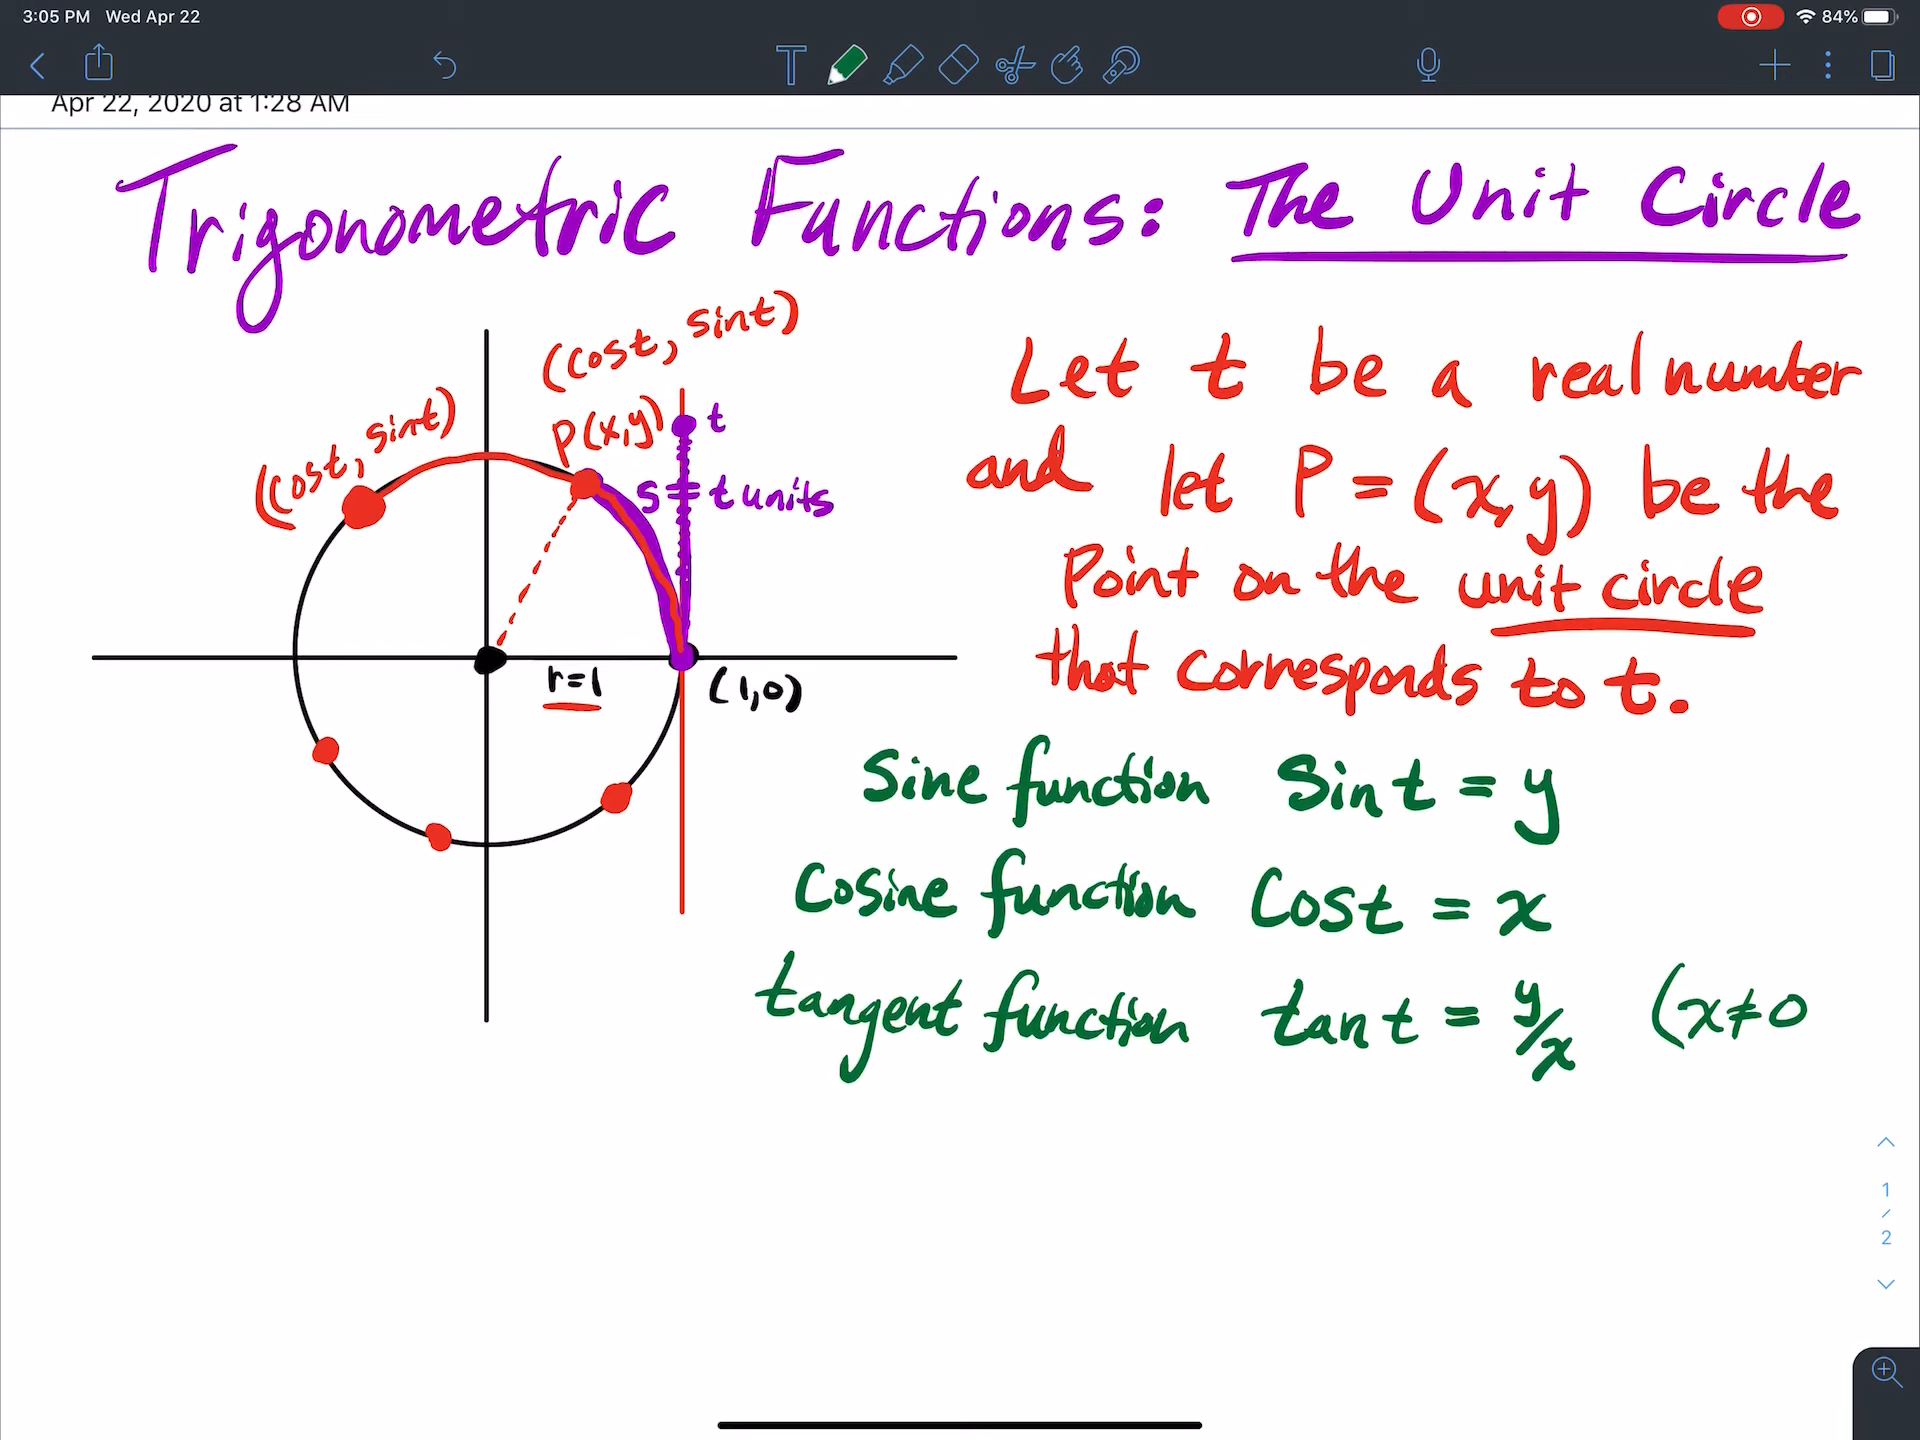 3:05 PM Wed Apr 22
84%
Apr 22, 2020 at 1:28 AM
Trigonometric Functions: The Unit Circle
(cost, sint)
(cost, sint)
P(x,y)
t
s = t units
r=1
(1,0)
Let t be a real number
and let P = (x,y) be the
Point on the unit circle
that corresponds to t.
Sine function Sin t = y
Cosine function Cost = x
tangent function tan t = y/x (x≠0
1
/
2